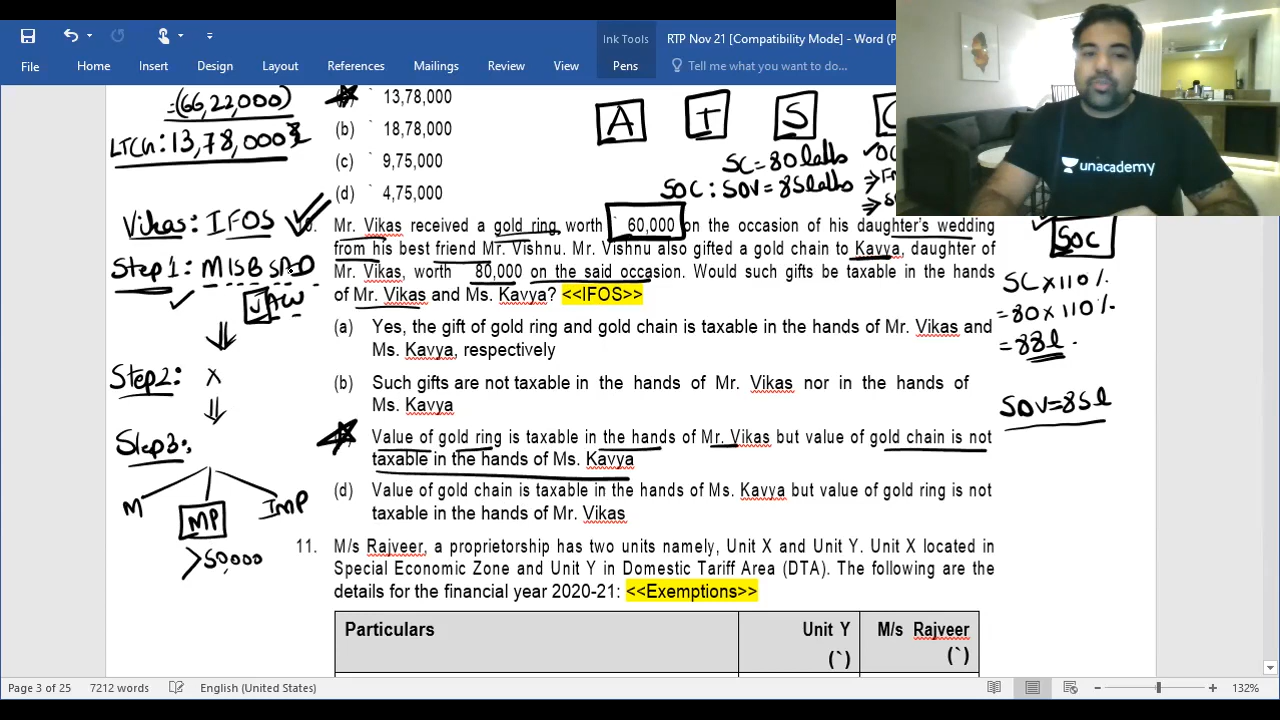 RTP Nov 21 [Compatibility Mode] - Word (P
Ink Tools
File Home Insert Design Layout References Mailings Review View Pens Tell me what you want to do...
unacademy
=(66,22,000)
LTCG: 13,78,000
` 13,78,000
(b) ` 18,78,000
(c) ` 9,75,000
(d) ` 4,75,000
A T S
SC = 80 lakhs
SOC : SDV = 85 lakhs
Vikas: IFOS
Step 1: MISB SRD
JAW
Step 2: X
Step 3:
M MP IMP
>50,000
Mr. Vikas received a gold ring worth ` 60,000 on the occasion of his daughter's wedding
from his best friend Mr. Vishnu. Mr. Vishnu also gifted a gold chain to Kavya, daughter of
Mr. Vikas, worth 80,000 on the said occasion. Would such gifts be taxable in the hands
of Mr. Vikas and Ms. Kavya? <<IFOS>>
(a) Yes, the gift of gold ring and gold chain is taxable in the hands of Mr. Vikas and
Ms. Kavya, respectively
(b) Such gifts are not taxable in the hands of Mr. Vikas nor in the hands of
Ms. Kavya
Value of gold ring is taxable in the hands of Mr. Vikas but value of gold chain is not
taxable in the hands of Ms. Kavya
(d) Value of gold chain is taxable in the hands of Ms. Kavya but value of gold ring is not
taxable in the hands of Mr. Vikas
SOC
SC x 110 %.
= 80 x 110 %.
= 88 l
SDV = 85 l
11. M/s Rajveer, a proprietorship has two units namely, Unit X and Unit Y. Unit X located in
Special Economic Zone and Unit Y in Domestic Tariff Area (DTA). The following are the
details for the financial year 2020-21: <<Exemptions>>
Particulars Unit Y M/s Rajveer
(`) (`)
Page 3 of 25 7212 words English (United States) 132%